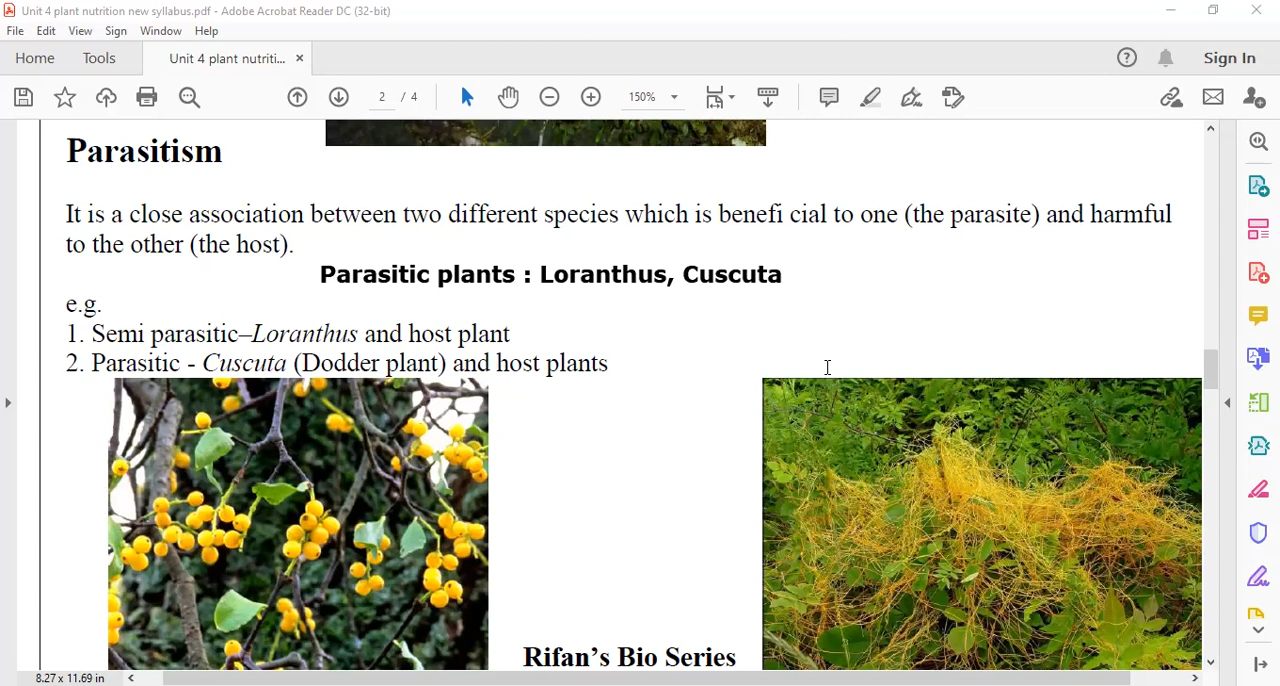 Unit 4 plant nutrition new syllabus.pdf - Adobe Acrobat Reader DC (32-bit)
File Edit View Sign Window Help
Home Tools Unit 4 plant nutriti... × Sign In
2 / 4 150%
Parasitism
It is a close association between two different species which is benefi cial to one (the parasite) and harmful
to the other (the host).
Parasitic plants : Loranthus, Cuscuta
e.g.
1. Semi parasitic–Loranthus and host plant
2. Parasitic - Cuscuta (Dodder plant) and host plants
Rifan's Bio Series
8.27 x 11.69 in